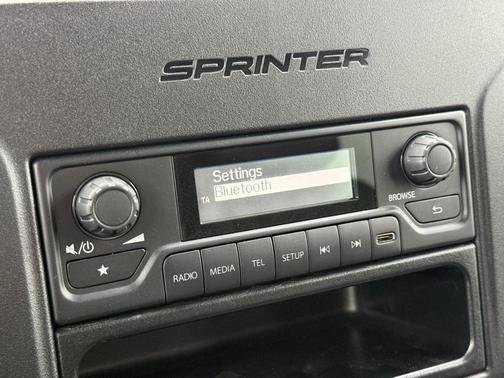 SPRINTER
Settings
Bluetooth
TA
BROWSE
RADIO MEDIA TEL SETUP